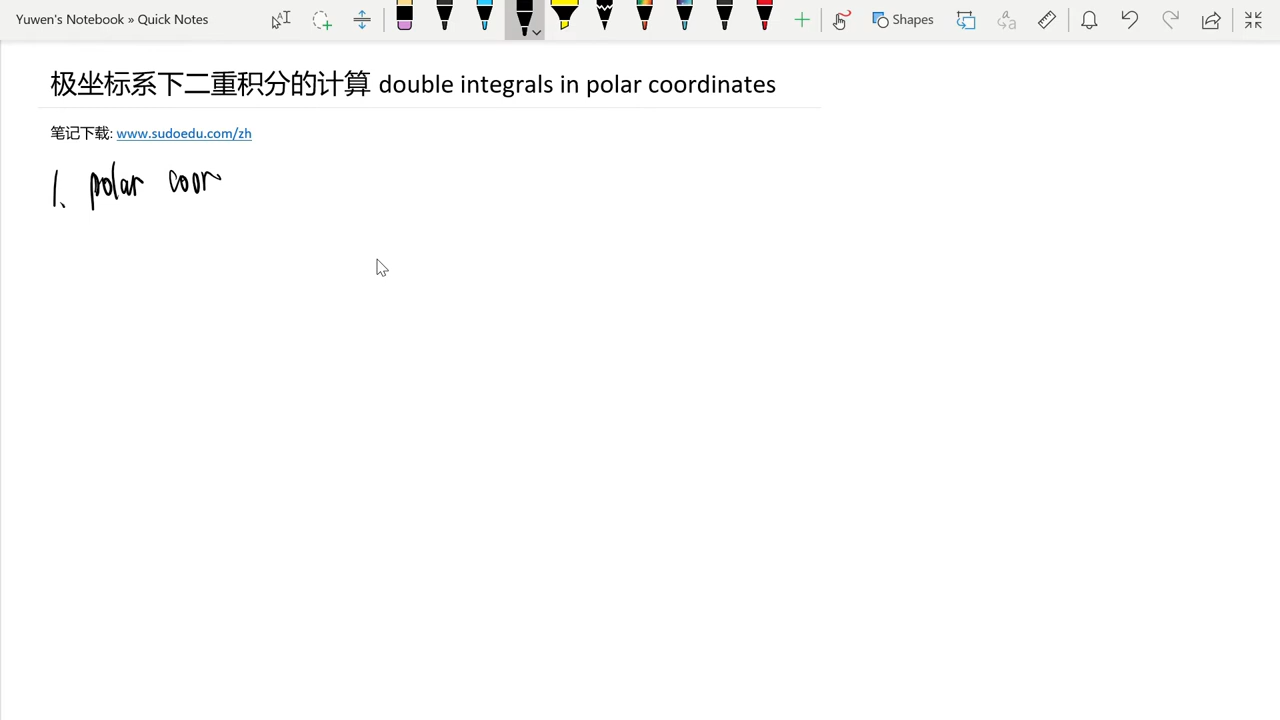 Yuwen's Notebook » Quick Notes
Shapes
极坐标系下二重积分的计算 double integrals in polar coordinates
笔记下载: www.sudoedu.com/zh
1、polar coor